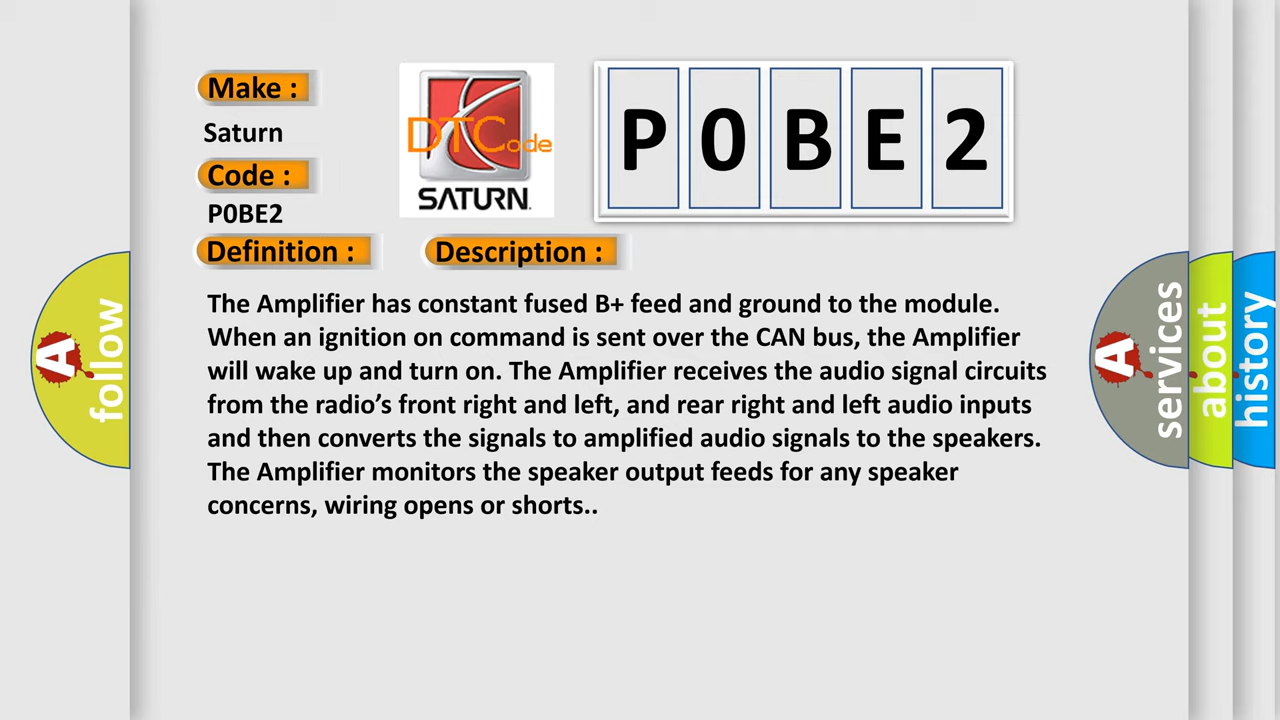 Make :
Saturn
Code :
P0BE2
Definition :
Description :
DTCode
SATURN
P0BE2
The Amplifier has constant fused B+ feed and ground to the module.
When an ignition on command is sent over the CAN bus, the Amplifier
will wake up and turn on. The Amplifier receives the audio signal circuits
from the radio’s front right and left, and rear right and left audio inputs
and then converts the signals to amplified audio signals to the speakers.
The Amplifier monitors the speaker output feeds for any speaker
concerns, wiring opens or shorts..
A
follow
A
services
about
history